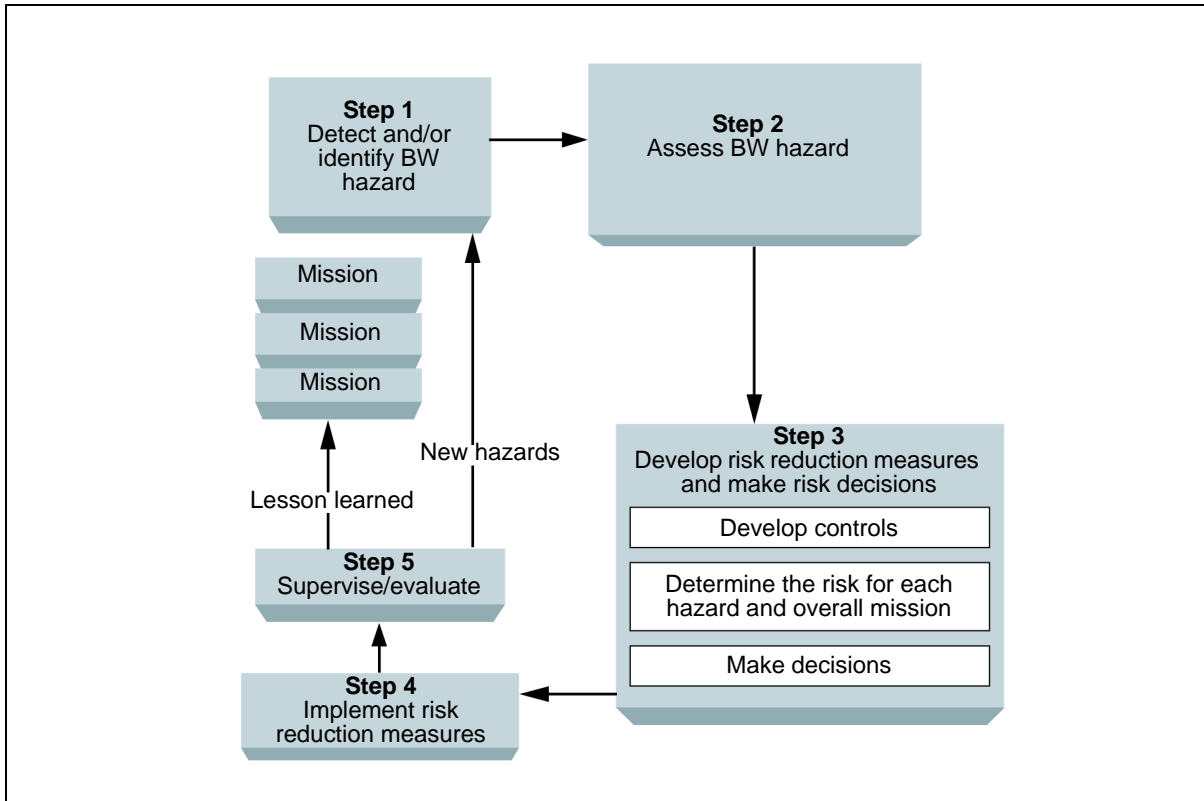 Step 1
Detect and/or
identify BW
hazard
Step 2
Assess BW hazard
Step 3
Develop risk reduction measures
and make risk decisions
Develop controls
Determine the risk for each
hazard and overall mission
Make decisions
Step 4
Implement risk
reduction measures
Step 5
Supervise/evaluate
Lesson learned
New hazards
Mission
Mission
Mission